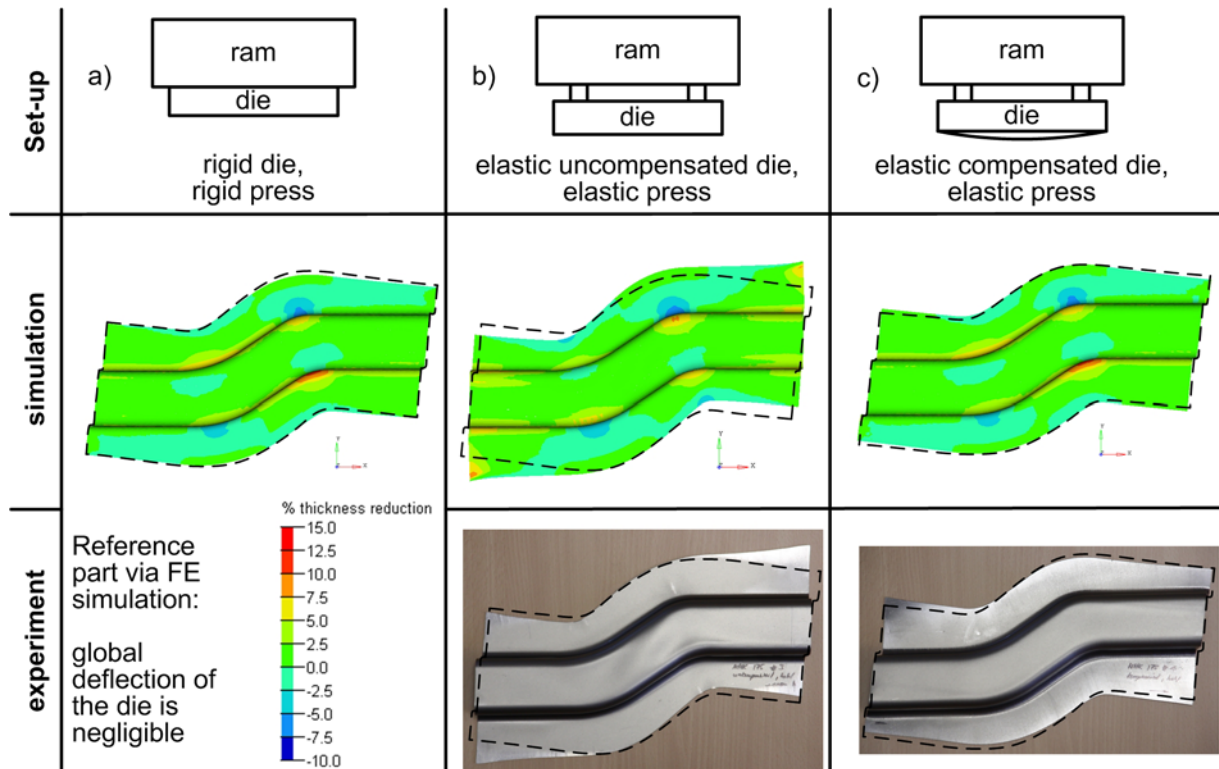 Set-up
a)
ram
die
rigid die,
rigid press
b)
ram
die
elastic uncompensated die,
elastic press
c)
ram
die
elastic compensated die,
elastic press
simulation
Y
Z
X
Y
Z
X
Y
Z
X
experiment
Reference
part via FE
simulation:
global
deflection of
the die is
negligible
% thickness reduction
15.0
12.5
10.0
7.5
5.0
2.5
0.0
-2.5
-5.0
-7.5
-10.0